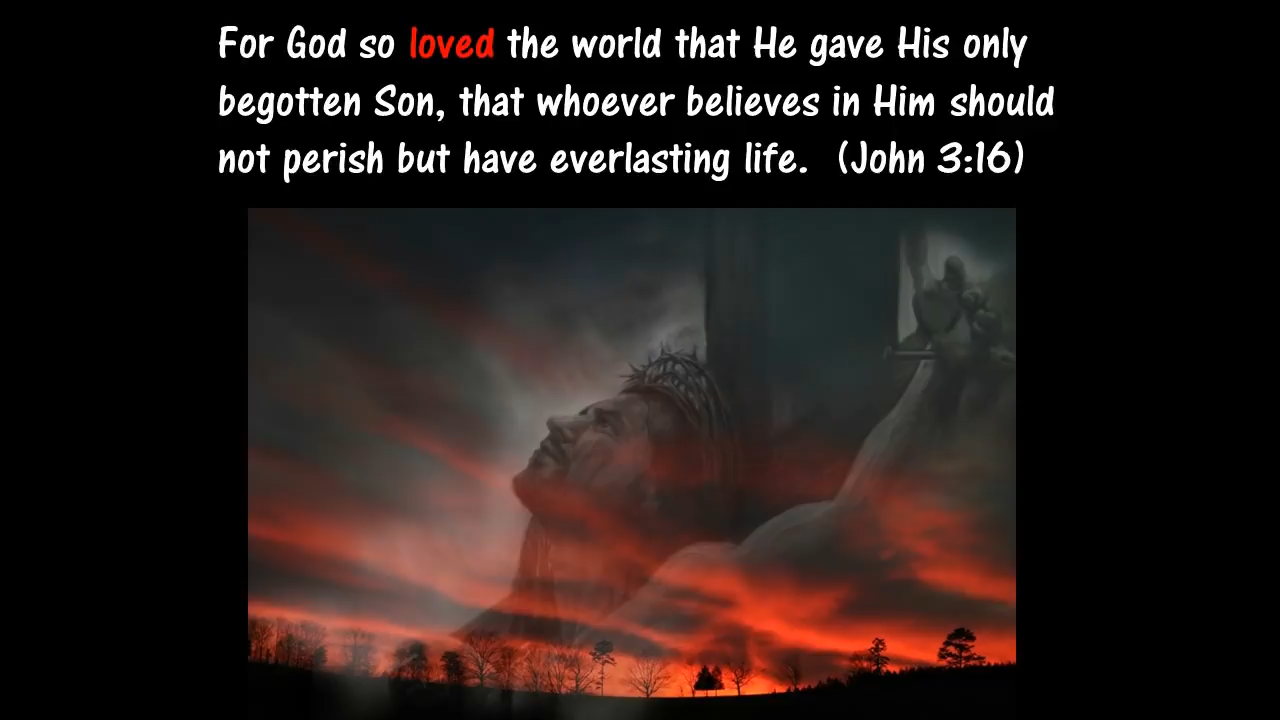 For God so loved the world that He gave His only
begotten Son, that whoever believes in Him should
not perish but have everlasting life.  (John 3:16)